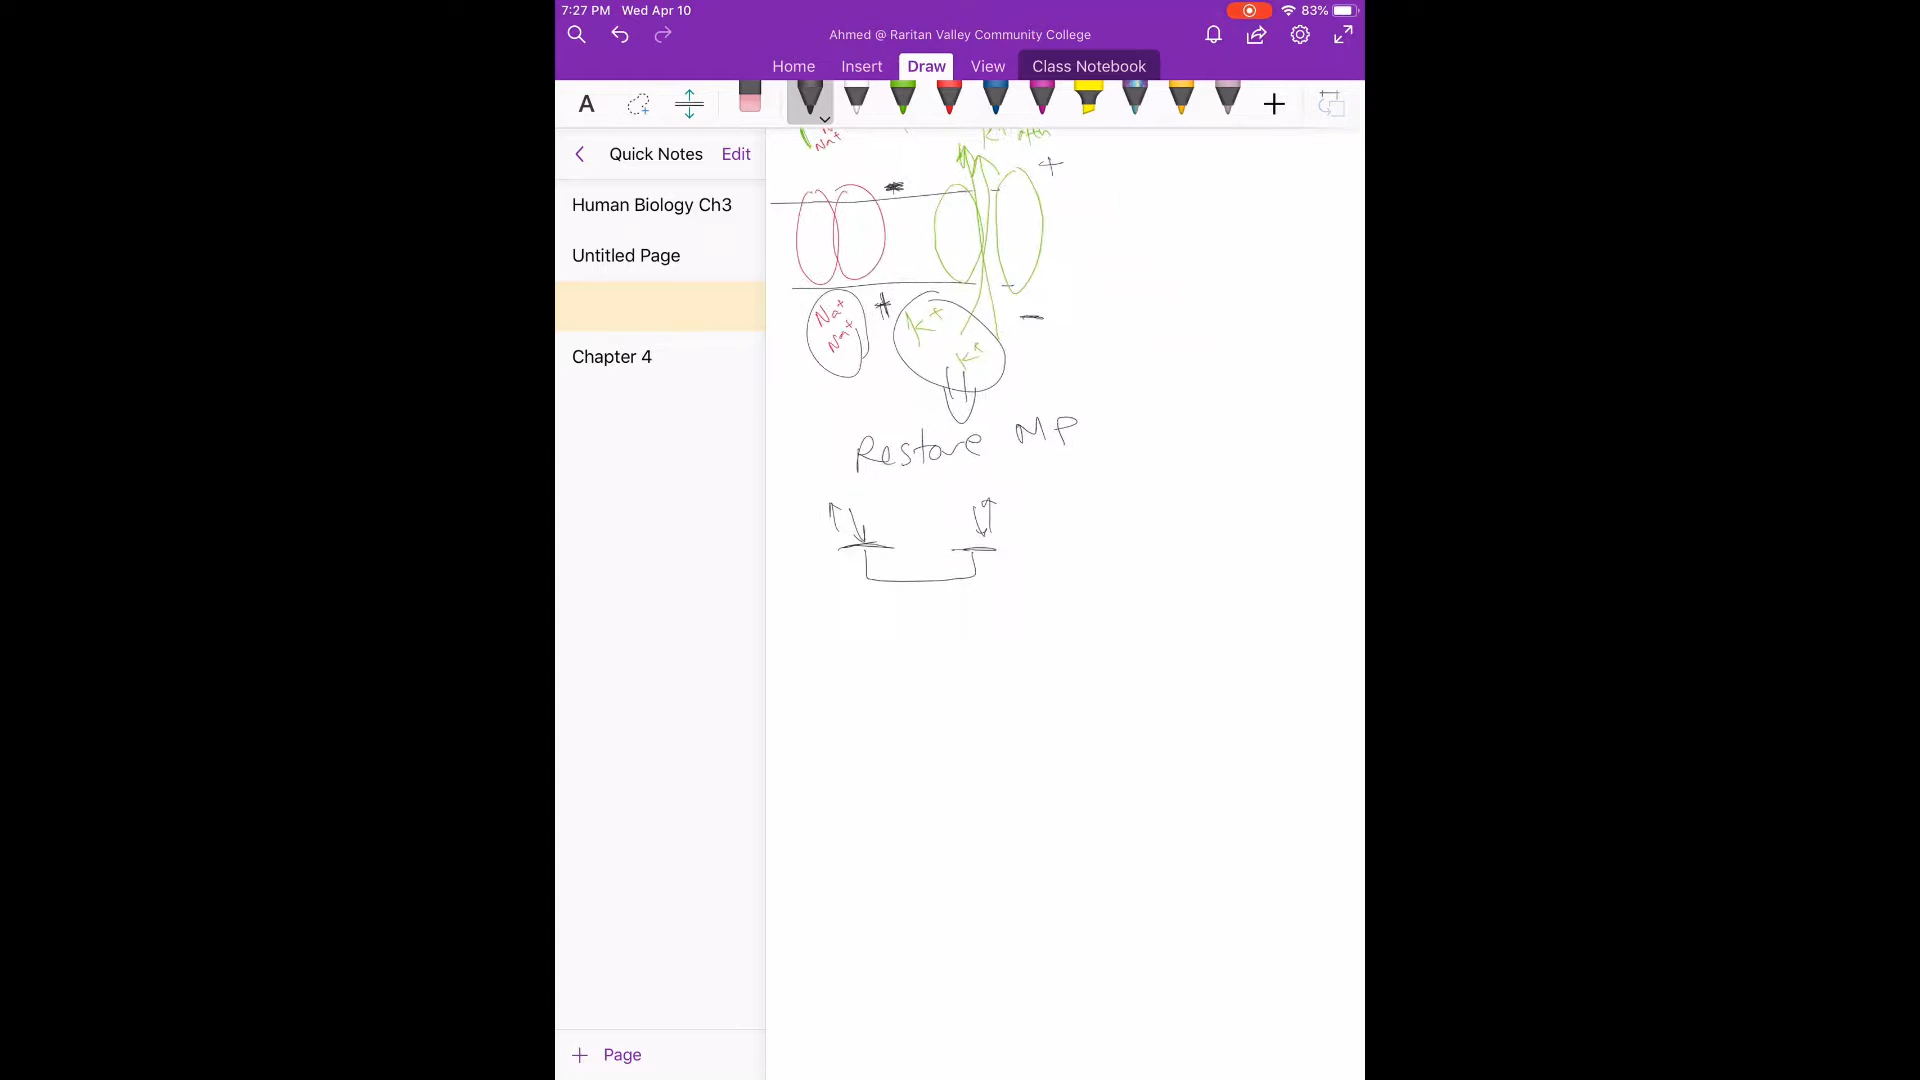 7:27 PM Wed Apr 10
83%
Ahmed @ Raritan Valley Community College
Home Insert Draw View Class Notebook
A
Quick Notes Edit
Human Biology Ch3
Untitled Page
Chapter 4
+ Page
Na+
K+
+
Na+
Na+
K+
K+
-
Restore MP